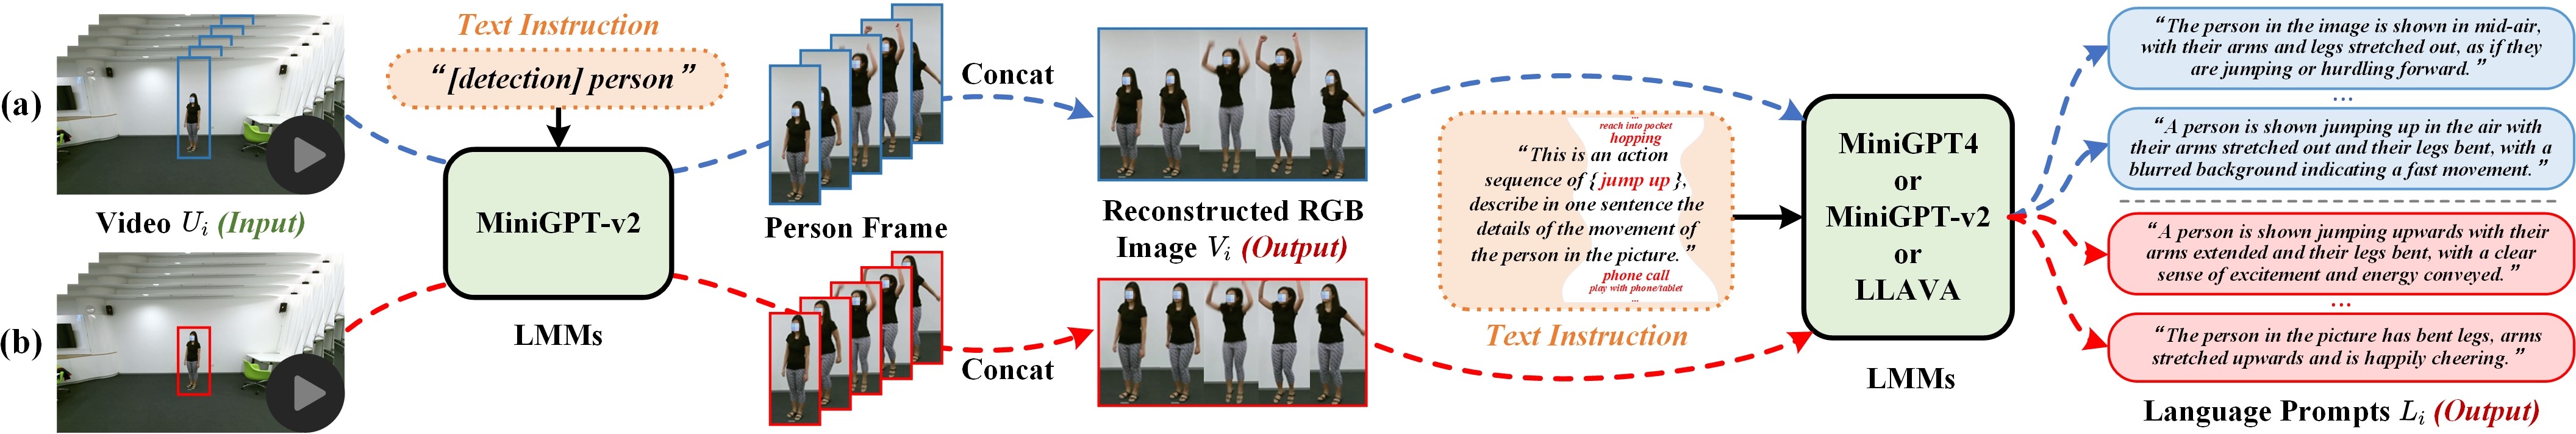 (a)
Video U_i (Input)
(b)
Text Instruction
“[detection] person”
MiniGPT-v2
LMMs
Person Frame
Concat
Concat
Reconstructed RGB
Image V_i (Output)
...
reach into pocket
hopping
“This is an action
sequence of { jump up },
describe in one sentence the
details of the movement of
the person in the picture.”
phone call
play with phone/tablet
...
Text Instruction
MiniGPT4
or
MiniGPT-v2
or
LLAVA
LMMs
“The person in the image is shown in mid-air,
with their arms and legs stretched out, as if they
are jumping or hurdling forward.”
...
“A person is shown jumping up in the air with
their arms stretched out and their legs bent, with a
blurred background indicating a fast movement.”
“A person is shown jumping upwards with their
arms extended and their legs bent, with a clear
sense of excitement and energy conveyed.”
...
“The person in the picture has bent legs, arms
stretched upwards and is happily cheering.”
Language Prompts L_i (Output)